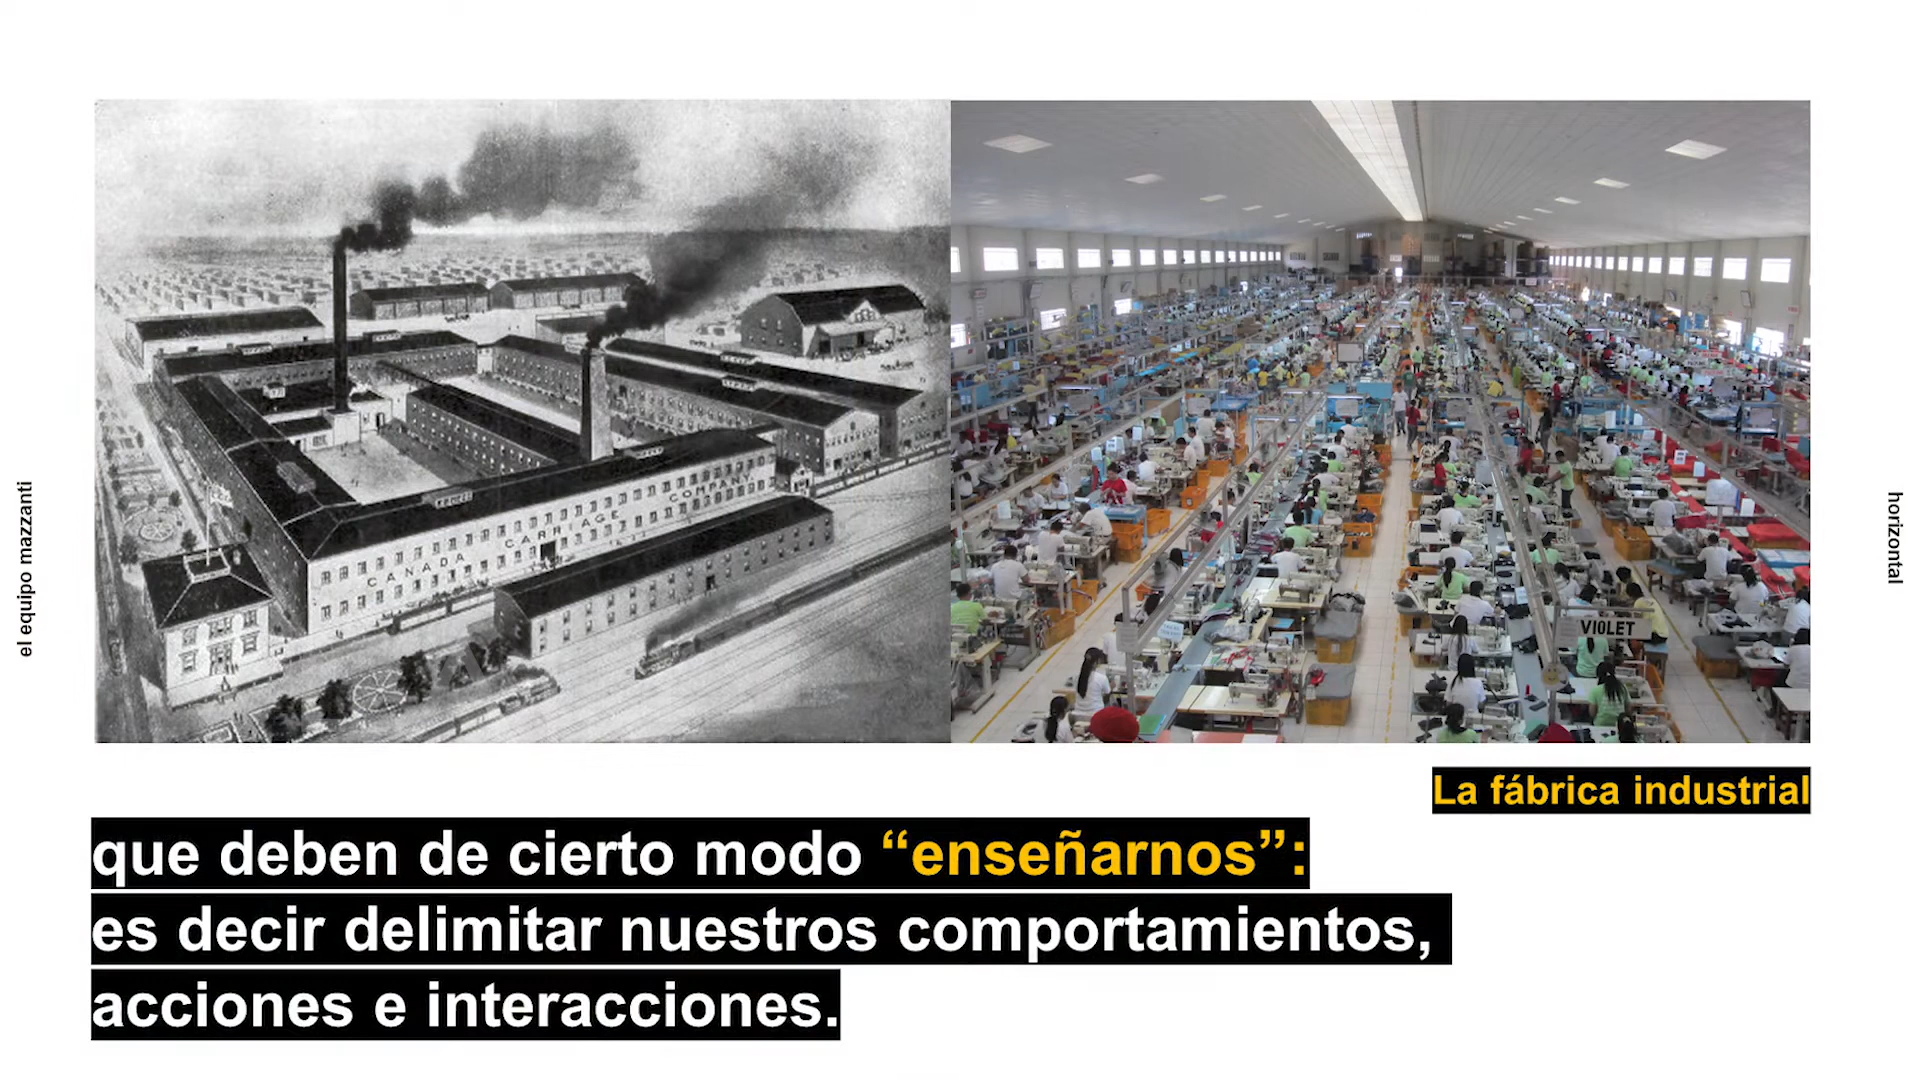 el equipo mazzanti
horizontal
CANADA CARRIAGE COMPANY
VIOLET
La fábrica industrial
que deben de cierto modo “enseñarnos”:
es decir delimitar nuestros comportamientos,
acciones e interacciones.